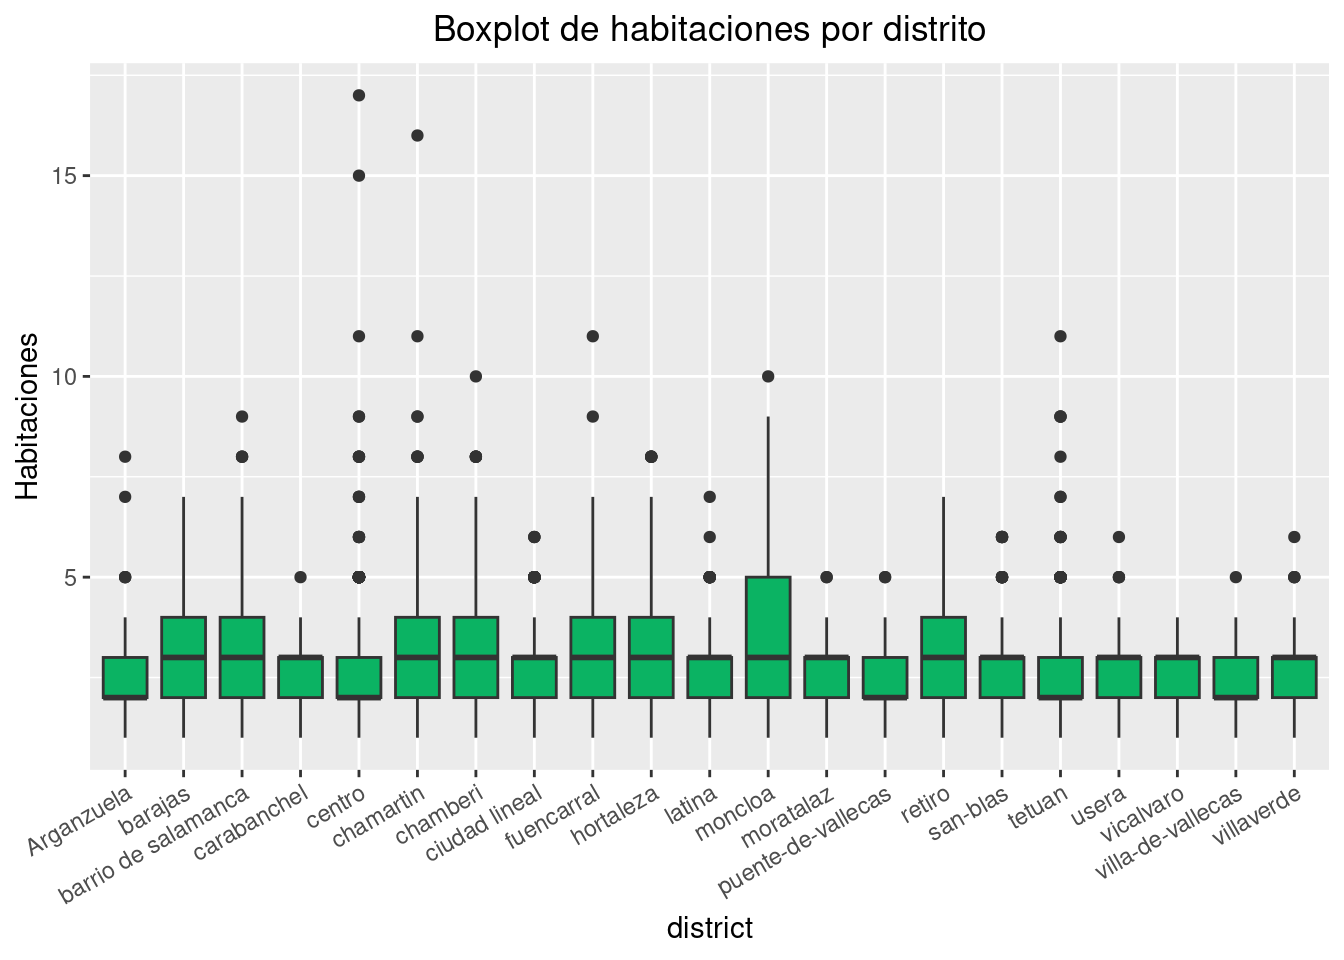 Boxplot de habitaciones por distrito
Habitaciones
15
10
5
Arganzuela
barajas
barrio de salamanca
carabanchel
centro
chamartin
chamberi
ciudad lineal
fuencarral
hortaleza
latina
moncloa
moratalaz
puente-de-vallecas
retiro
san-blas
tetuan
usera
vicalvaro
villa-de-vallecas
villaverde
district